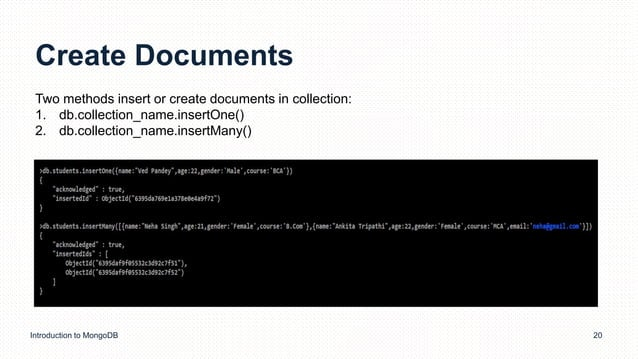 Create Documents
Two methods insert or create documents in collection:
1. db.collection_name.insertOne()
2. db.collection_name.insertMany()
>db.students.insertOne({name:"Ved Pandey",age:22,gender:'Male',course:'BCA'})
{
"acknowledged" : true,
"insertedId" : ObjectId("6395da769e1a378e0e4a9f72")
}
>db.students.insertMany([{name:"Neha Singh",age:21,gender:'Female',course:'B.Com'},{name:"Ankita Tripathi",age:22,gender:'Female',course:'MCA',email:'neha@gmail.com'}])
{
"acknowledged" : true,
"insertedIds" : [
ObjectId("6395daf9f05532c3d92c7f51"),
ObjectId("6395daf9f05532c3d92c7f52")
]
}
Introduction to MongoDB
20